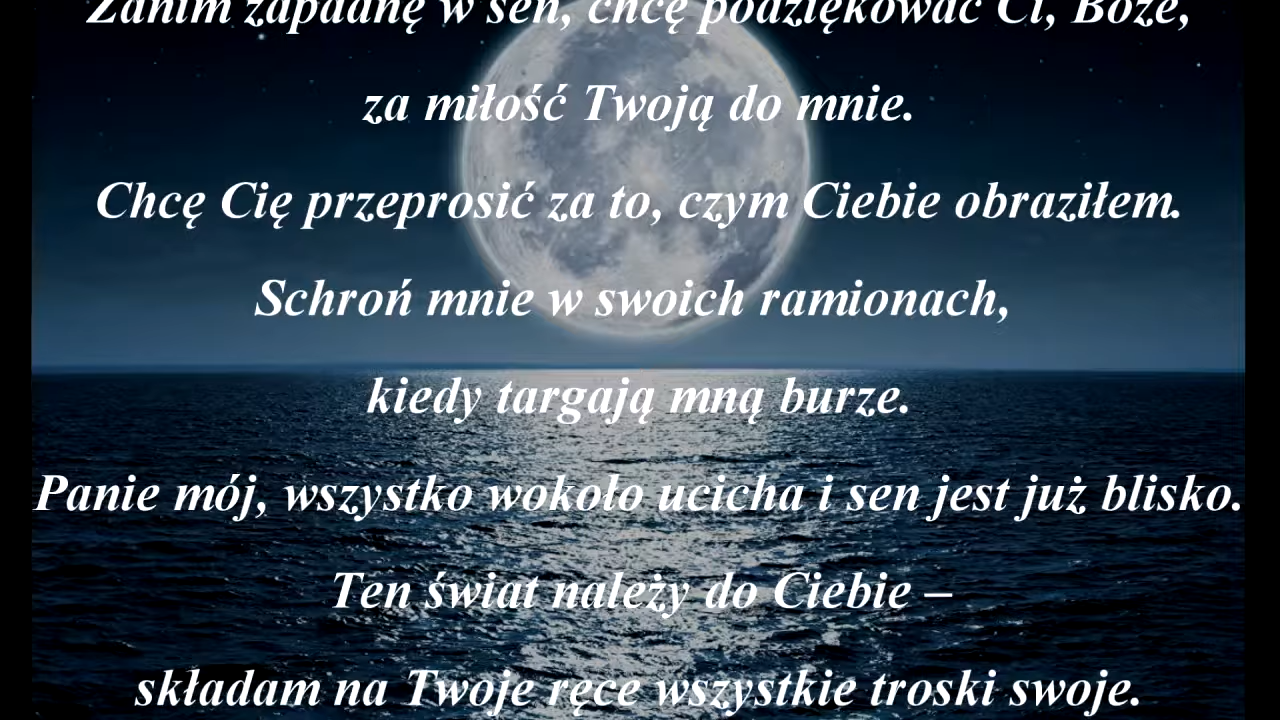 Zanim zapadnę w sen, chcę podziękować Ci, Boże,
za miłość Twoją do mnie.
Chcę Cię przeprosić za to, czym Ciebie obraziłem.
Schroń mnie w swoich ramionach,
kiedy targają mną burze.
Panie mój, wszystko wokoło ucicha i sen jest już blisko.
Ten świat należy do Ciebie –
składam na Twoje ręce wszystkie troski swoje.